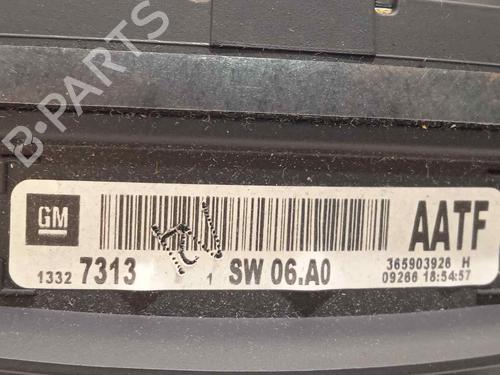 B-PARTS
GM
AATF
1332 7313
1
SW 06.A0
365903926 H
09266 18:54:57